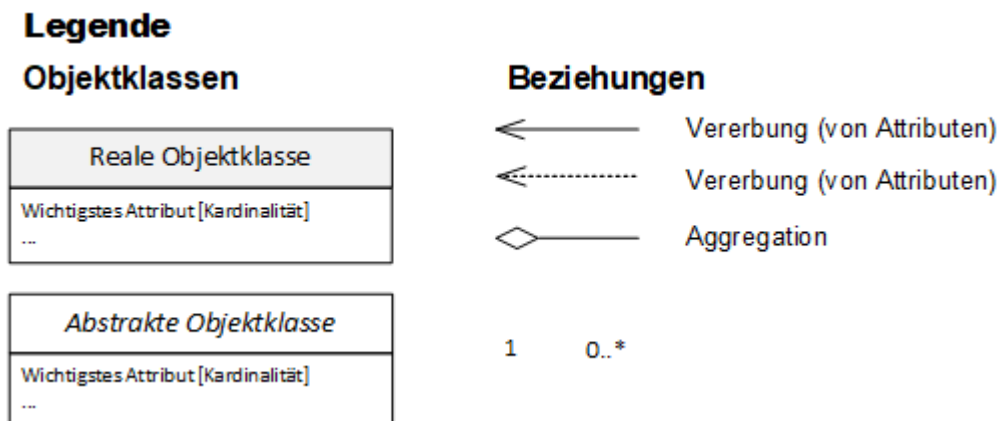 Legende
Objektklassen
Beziehungen
Reale Objektklasse
Wichtigstes Attribut [Kardinalität]
...
Abstrakte Objektklasse
Wichtigstes Attribut [Kardinalität]
...
Vererbung (von Attributen)
Vererbung (von Attributen)
Aggregation
1 0..*